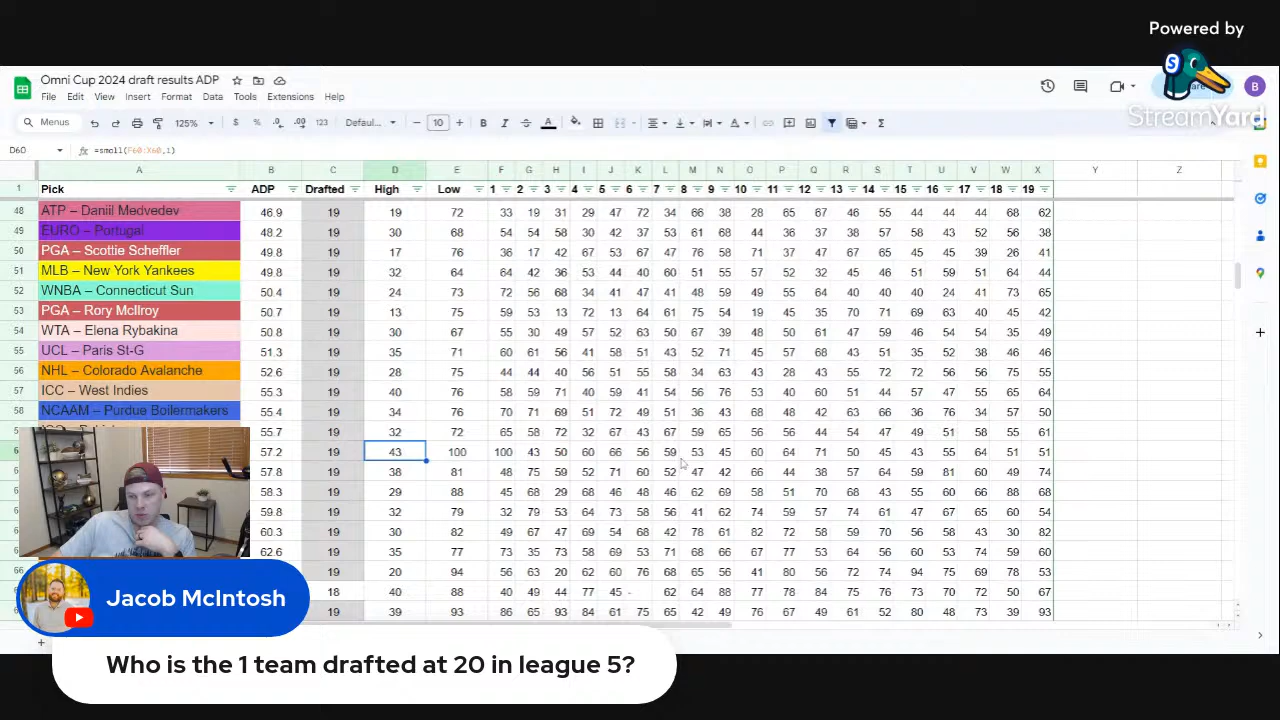 Powered by
StreamYard
Omni Cup 2024 draft results ADP
File Edit View Insert Format Data Tools Extensions Help
Menus 125% $ % .0 .00 123 Defaul... − 10 + B I A Σ
D60 fx =small(F60:X60,1)
A B C D E F G H I J K L M N O P Q R S T U V W X Y Z
1 Pick ADP Drafted High Low 1 2 3 4 5 6 7 8 9 10 11 12 13 14 15 16 17 18 19
48 ATP – Daniil Medvedev 46.9 19 19 72 33 19 31 29 47 72 34 66 38 28 65 67 46 55 44 44 44 68 62
49 EURO – Portugal 48.2 19 30 68 54 54 58 30 42 37 53 61 68 44 36 37 38 57 58 43 52 56 38
50 PGA – Scottie Scheffler 49.8 19 17 76 36 17 42 67 53 67 47 76 58 71 37 47 67 65 45 45 39 26 41
51 MLB – New York Yankees 49.8 19 32 64 64 42 36 53 44 40 60 51 55 57 52 32 45 46 51 59 51 64 44
52 WNBA – Connecticut Sun 50.4 19 24 73 72 56 68 34 41 47 41 48 59 49 55 64 40 40 40 24 41 73 65
53 PGA – Rory McIlroy 50.7 19 13 75 59 53 13 72 13 64 61 75 54 19 45 35 70 71 69 63 40 45 42
54 WTA – Elena Rybakina 50.8 19 30 67 55 30 49 57 52 63 50 67 39 48 50 61 47 59 46 54 54 35 49
55 UCL – Paris St-G 51.3 19 35 71 60 61 56 41 58 51 43 52 71 45 57 68 43 51 35 52 38 46 46
56 NHL – Colorado Avalanche 52.6 19 28 75 44 44 40 56 51 55 58 34 63 43 28 43 55 72 72 56 56 75 55
57 ICC – West Indies 55.3 19 40 76 58 59 71 40 59 41 54 56 76 53 40 80 44 54 57 47 55 65 64
58 NCAAM – Purdue Boilermakers 55.4 19 34 76 70 71 69 51 72 49 51 36 43 68 48 42 63 66 36 76 34 57 50
55.7 19 32 72 65 58 72 32 67 43 67 59 65 56 56 44 54 47 49 51 58 55 61
57.2 19 43 100 100 43 50 60 66 56 59 53 45 60 64 71 50 45 43 55 64 51 51
57.8 19 38 81 48 75 59 52 71 60 52 47 42 66 44 38 58 64 59 81 60 49 74
58.3 19 29 88 45 68 29 68 46 48 46 62 69 58 51 70 68 43 55 60 66 88 68
59.8 19 32 79 53 32 79 53 64 73 58 56 41 62 74 59 57 74 61 47 67 65 60 54
60.3 19 30 82 49 67 47 69 54 68 42 78 61 82 72 58 59 70 56 58 43 30 82
62.6 19 35 77 73 35 73 58 69 53 71 68 66 67 77 53 64 56 60 53 74 59 60
66 19 20 94 56 63 20 62 60 76 68 65 56 41 80 56 72 74 94 95 69 78 53
18 40 88 40 49 44 77 45 - 62 64 88 77 78 84 75 76 73 70 72 50 67
19 39 93 86 65 93 84 61 75 65 42 49 76 67 49 61 52 80 48 73 39 93
Jacob McIntosh
Who is the 1 team drafted at 20 in league 5?